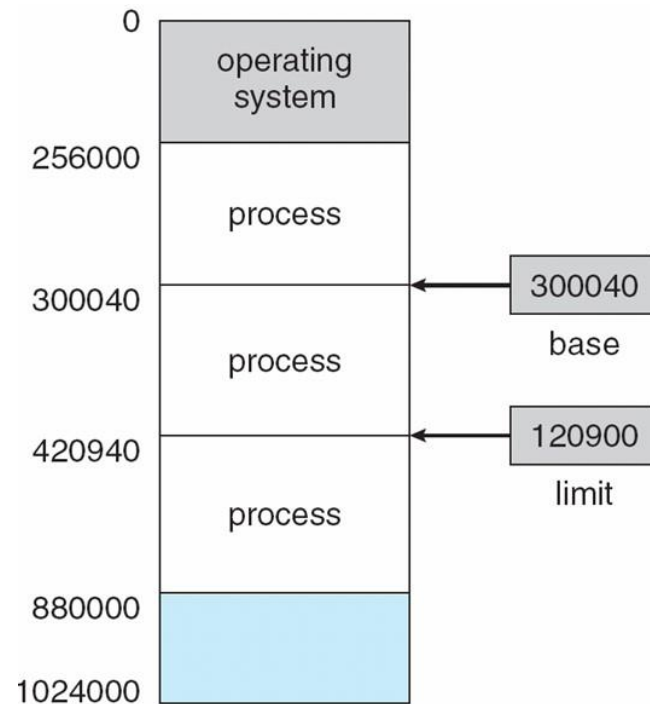 0
operating
system
256000
process
300040
300040
base
process
420940
120900
limit
process
880000
1024000